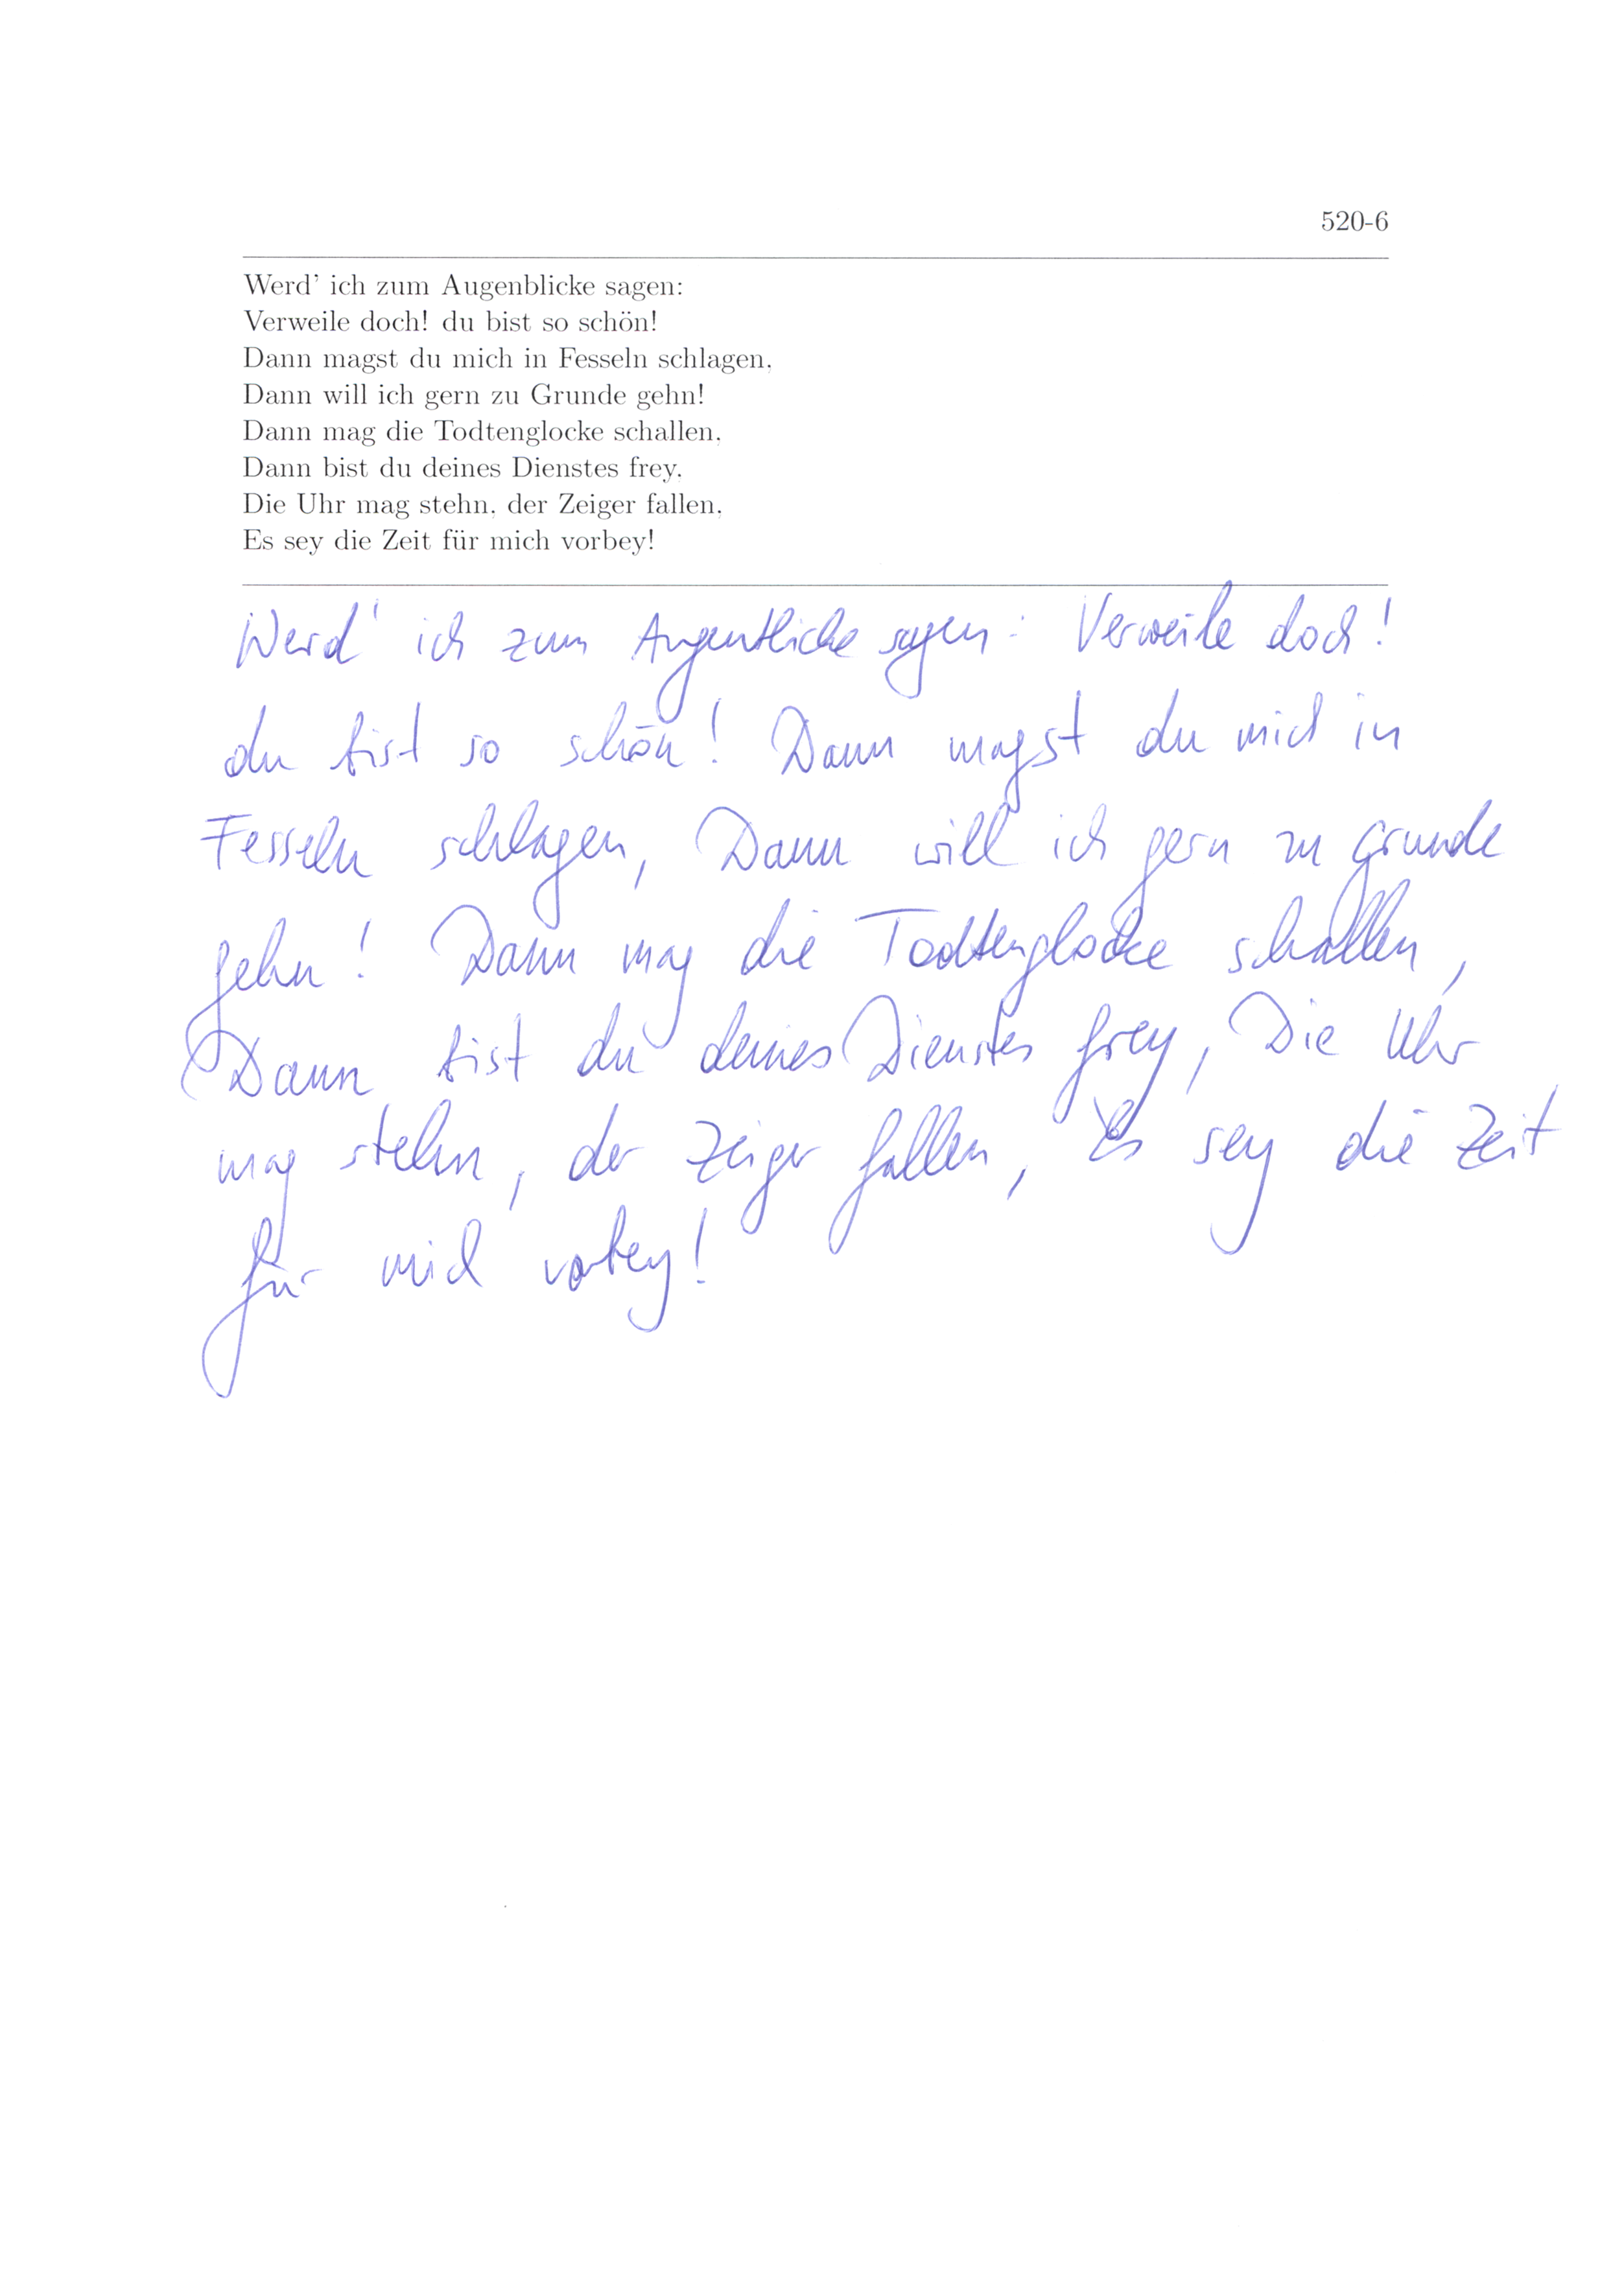 520-6
Werd' ich zum Augenblicke sagen:
Verweile doch! du bist so schön!
Dann magst du mich in Fesseln schlagen,
Dann will ich gern zu Grunde gehn!
Dann mag die Todtenglocke schallen,
Dann bist du deines Dienstes frey,
Die Uhr mag stehn, der Zeiger fallen,
Es sey die Zeit für mich vorbey!
Werd' ich zum Augenblicke sagen: Verweile doch!
du bist so schön! Dann magst du mich in
Fesseln schlagen, Dann will ich gern zu Grunde
gehn! Dann mag die Todtenglocke schallen,
Dann bist du deines Dienstes frey, Die Uhr
mag stehn, der Zeiger fallen, Es sey die Zeit
für mich vorbey!